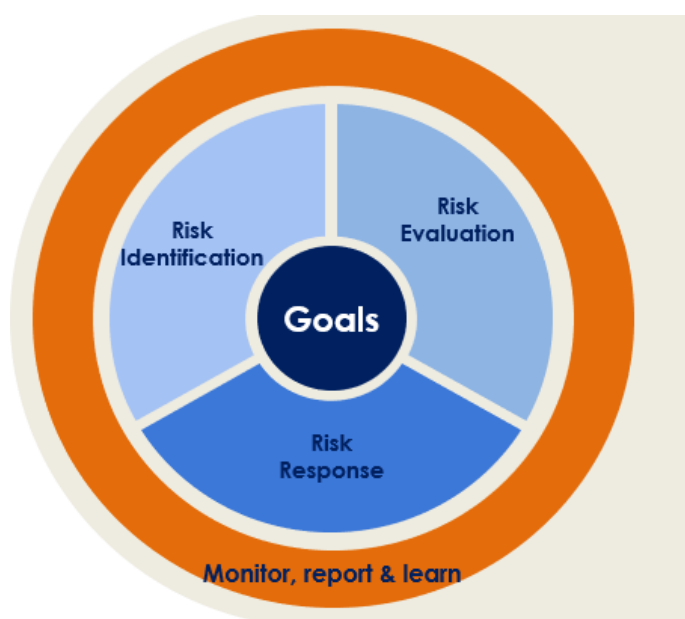 Risk
Identification
Risk
Evaluation
Goals
Risk
Response
Monitor, report & learn